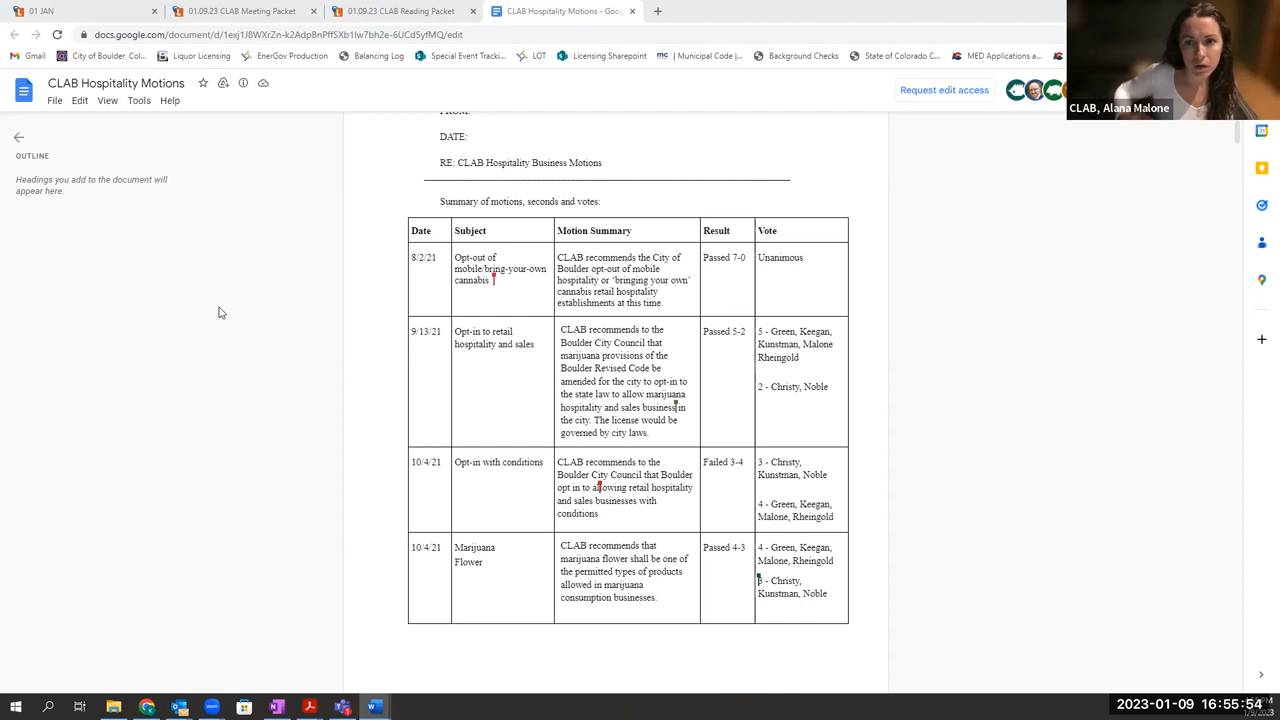 01 JAN
01.09.23 CLAB Meeting Packet
01.09.23 CLAB Reading Packet
CLAB Hospitality Motions - Goo
docs.google.com/document/d/1exj1J8WXrZn-k2AdpBnPffSXb1Iw7bh2e-6UCd5yfMQ/edit
Gmail
City of Boulder, Col...
Liquor Licensing
EnerGov Production
Balancing Log
Special Event Tracki...
LOT
Licensing Sharepoint
| Municipal Code |...
Background Checks
State of Colorado C...
MED Applications a
CLAB Hospitality Motions
File
Edit
View
Tools
Help
Request edit access
CLAB, Alana Malone
OUTLINE
Headings you add to the document will
appear here.
FROM:
DATE:
RE: CLAB Hospitality Business Motions
Summary of motions, seconds and votes:
Date
Subject
Motion Summary
Result
Vote
8/2/21
Opt-out of
mobile/bring-your-own
cannabis
CLAB recommends the City of
Boulder opt-out of mobile
hospitality or ‘bringing your own’
cannabis retail hospitality
establishments at this time.
Passed 7-0
Unanimous
9/13/21
Opt-in to retail
hospitality and sales
CLAB recommends to the
Boulder City Council that
marijuana provisions of the
Boulder Revised Code be
amended for the city to opt-in to
the state law to allow marijuana
hospitality and sales business in
the city. The license would be
governed by city laws.
Passed 5-2
5 - Green, Keegan,
Kunstman, Malone
Rheingold
2 - Christy, Noble
10/4/21
Opt-in with conditions
CLAB recommends to the
Boulder City Council that Boulder
opt in to allowing retail hospitality
and sales businesses with
conditions
Failed 3-4
3 - Christy,
Kunstman, Noble
4 - Green, Keegan,
Malone, Rheingold
10/4/21
Marijuana
Flower
CLAB recommends that
marijuana flower shall be one of
the permitted types of products
allowed in marijuana
consumption businesses.
Passed 4-3
4 - Green, Keegan,
Malone, Rheingold
3 - Christy,
Kunstman, Noble
2023-01-09 16:55:54